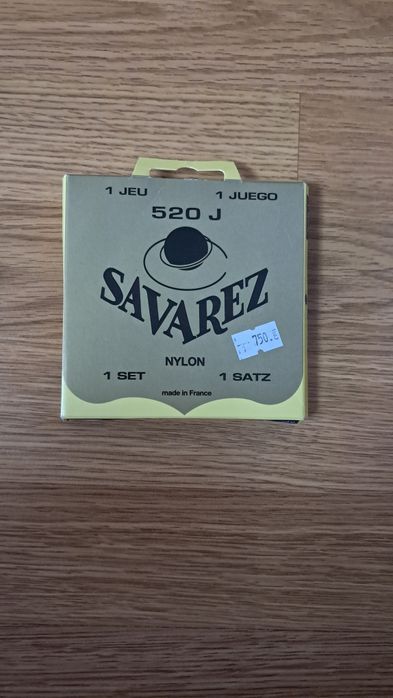 1 JEU 1 JUEGO
520 J
SAVAREZ
750.
NYLON
1 SET 1 SATZ
made in France